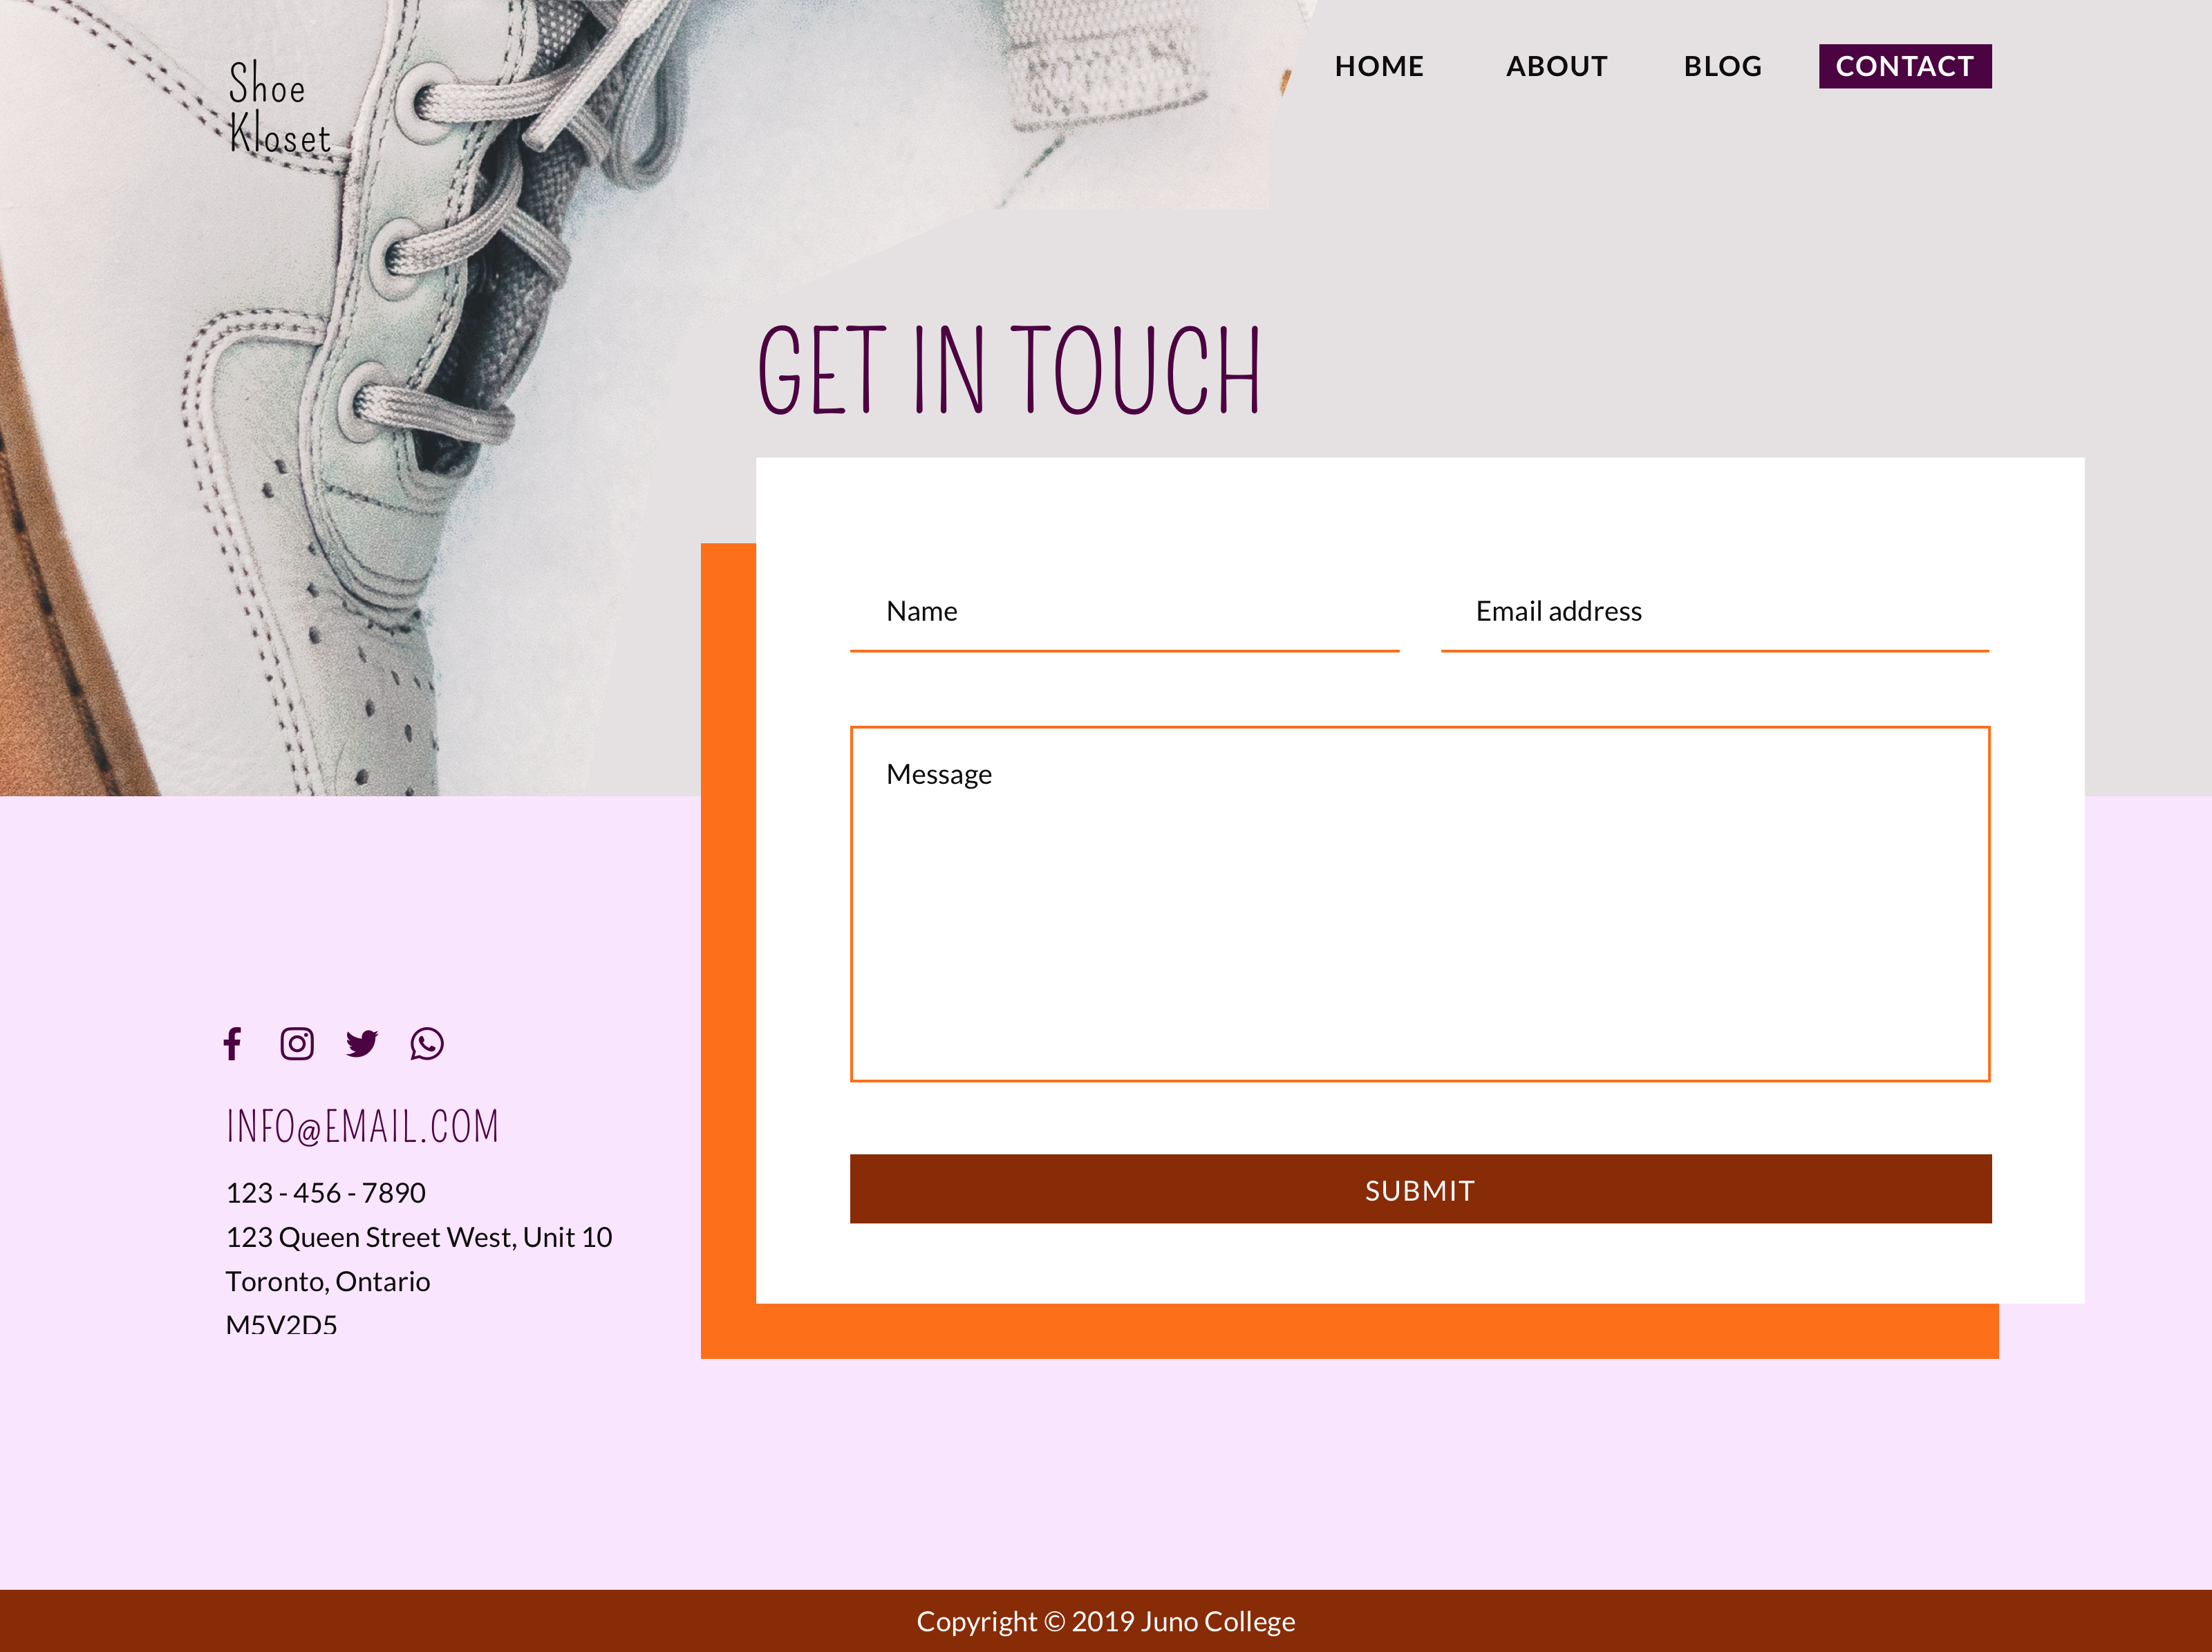 Shoe
Kloset
HOME ABOUT BLOG CONTACT
GET IN TOUCH
Name Email address
Message
SUBMIT
INFO@EMAIL.COM
123 - 456 - 7890
123 Queen Street West, Unit 10
Toronto, Ontario
M5V2D5
Copyright © 2019 Juno College